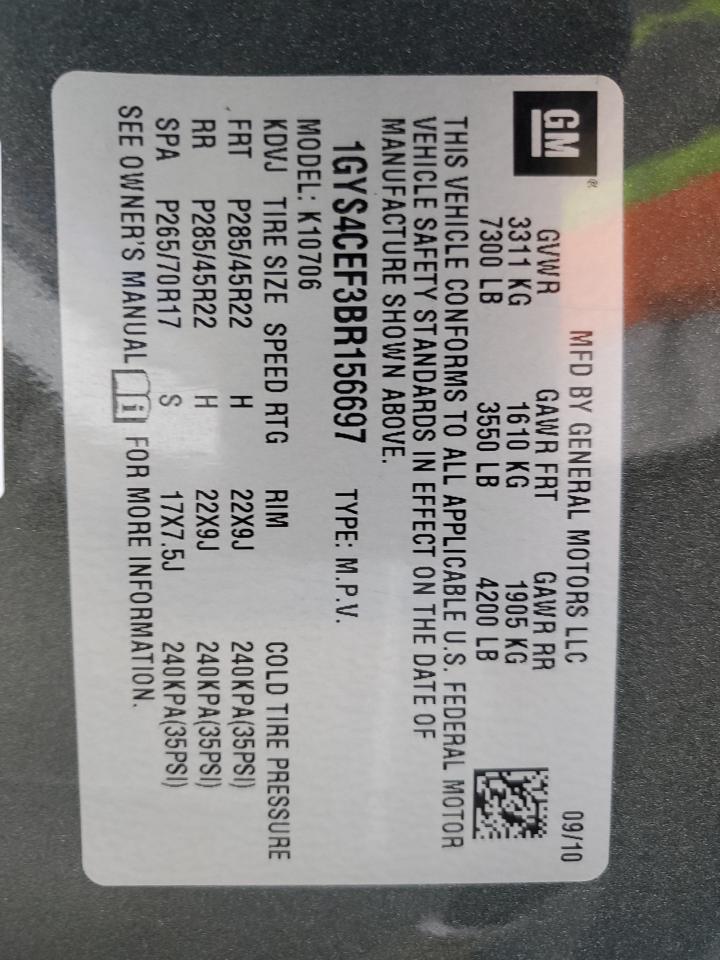 GM®
MFD BY GENERAL MOTORS LLC 09/10
GVWR GAWR FRT GAWR RR
3311 KG 1610 KG 1905 KG
7300 LB 3550 LB 4200 LB
THIS VEHICLE CONFORMS TO ALL APPLICABLE U.S. FEDERAL MOTOR
VEHICLE SAFETY STANDARDS IN EFFECT ON THE DATE OF
MANUFACTURE SHOWN ABOVE.
1GYS4CEF3BR156697 TYPE: M.P.V.
MODEL: K10706
KDVJ TIRE SIZE SPEED RTG RIM COLD TIRE PRESSURE
FRT P285/45R22 H 22X9J 240KPA(35PSI)
RR P285/45R22 H 22X9J 240KPA(35PSI)
SPA P265/70R17 S 17X7.5J 240KPA(35PSI)
SEE OWNER'S MANUAL i FOR MORE INFORMATION.